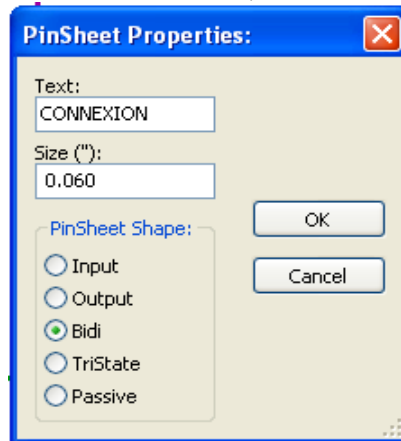 PinSheet Properties:
Text:
CONNEXION
Size ("):
0.060
PinSheet Shape:
Input
Output
Bidi
TriState
Passive
OK
Cancel